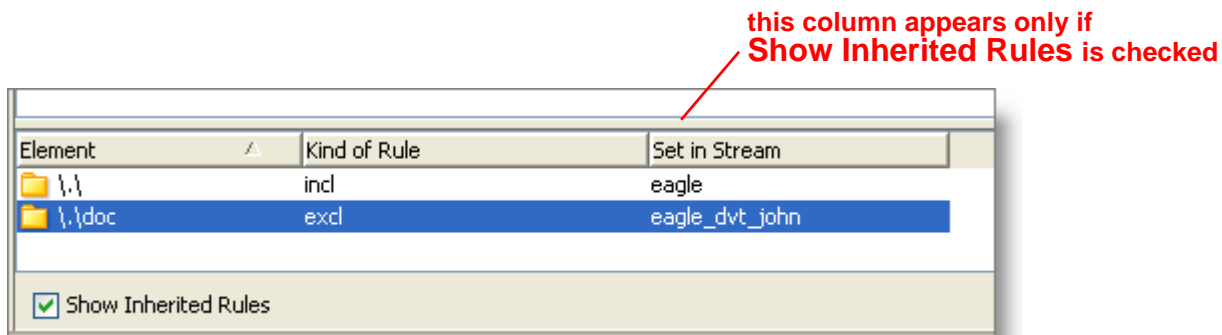 this column appears only if
Show Inherited Rules is checked
Element Kind of Rule Set in Stream
\.\ incl eagle
\.\doc excl eagle_dvt_john
Show Inherited Rules